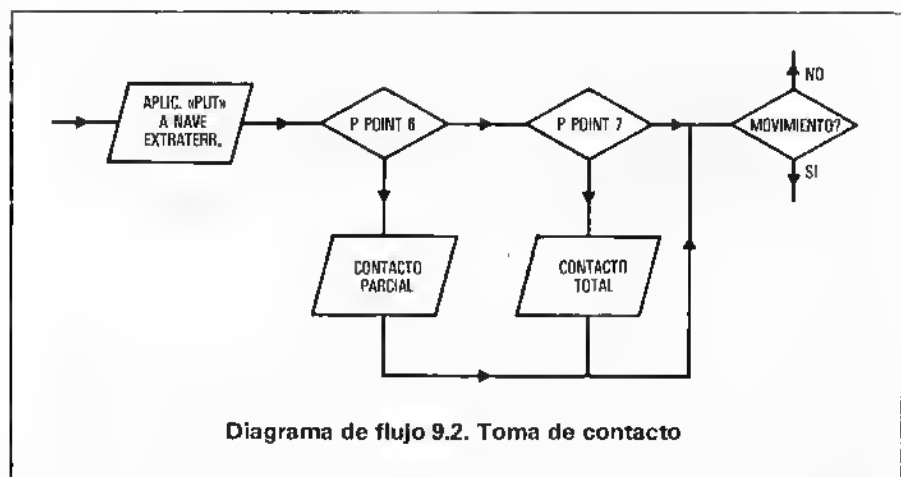 APLIC. «PUT»
A NAVE
EXTRATERR.
P POINT 6
P POINT 7
MOVIMIENTO?
NO
SI
CONTACTO
PARCIAL
CONTACTO
TOTAL
Diagrama de flujo 9.2. Toma de contacto